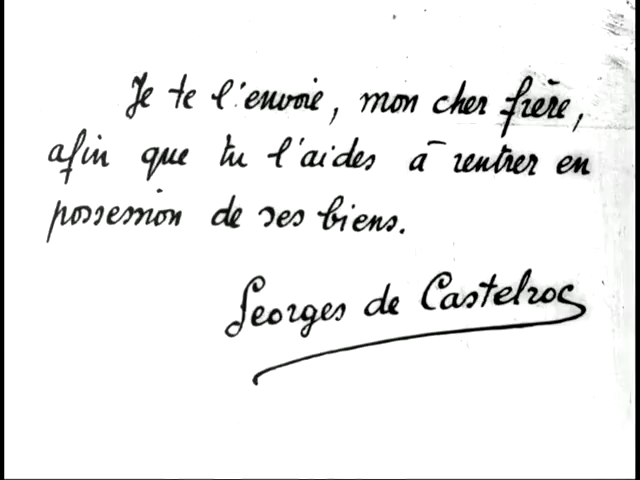 Je te l'envoie, mon cher frère,
afin que tu l'aides à rentrer en
possession de ses biens.
Georges de Castelroc